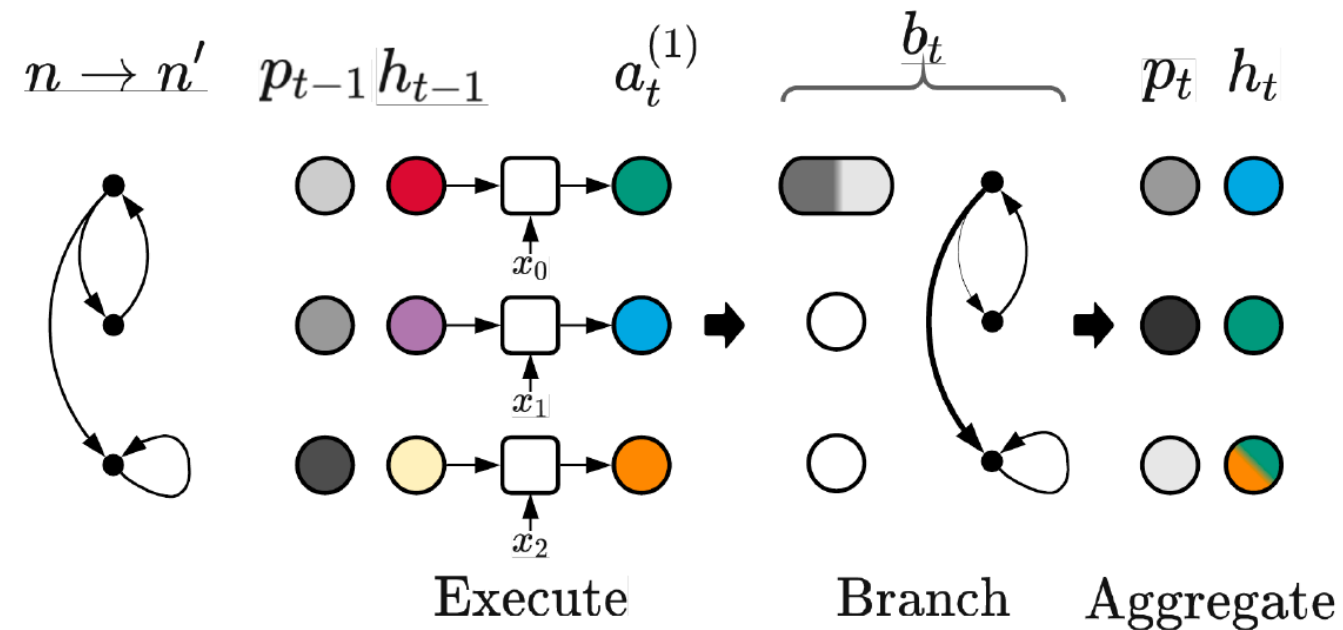 n → n′ p_{t−1} h_{t−1} a_t^{(1)} b_t p_t h_t
x_0
x_1
x_2
Execute Branch Aggregate